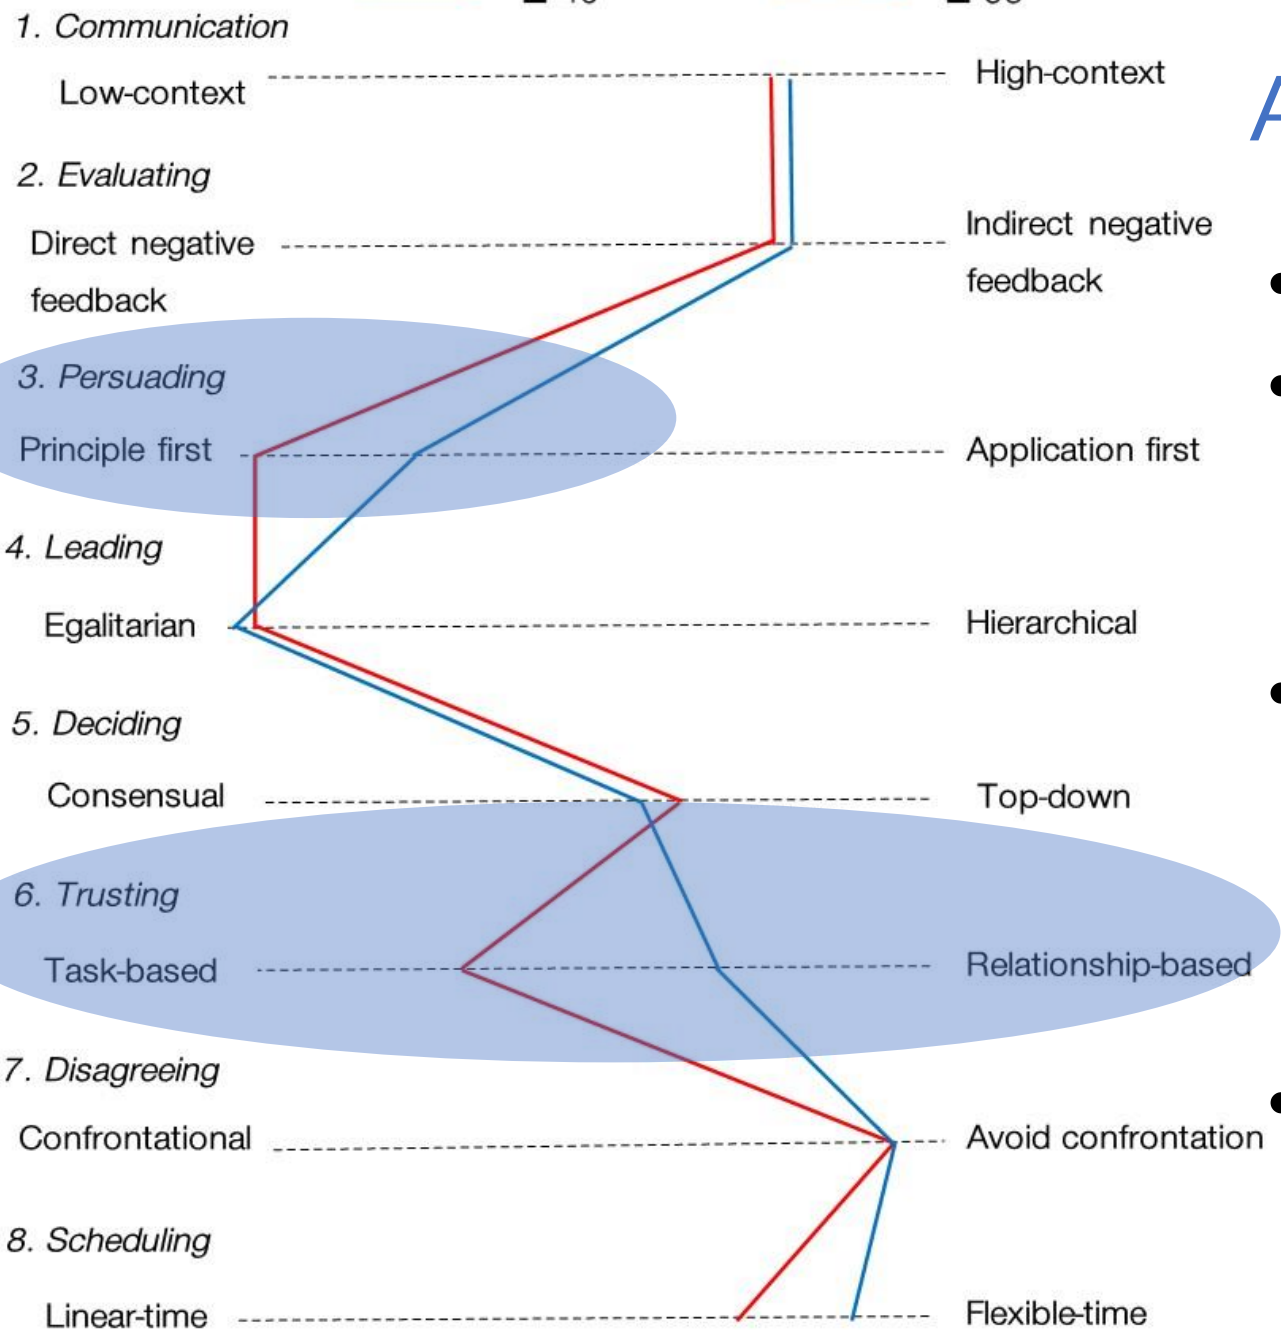 1. Communication
Low-context
High-context
2. Evaluating
Direct negative
feedback
Indirect negative
feedback
3. Persuading
Principle first
Application first
4. Leading
Egalitarian
Hierarchical
5. Deciding
Consensual
Top-down
6. Trusting
Task-based
Relationship-based
7. Disagreeing
Confrontational
Avoid confrontation
8. Scheduling
Linear-time
Flexible-time